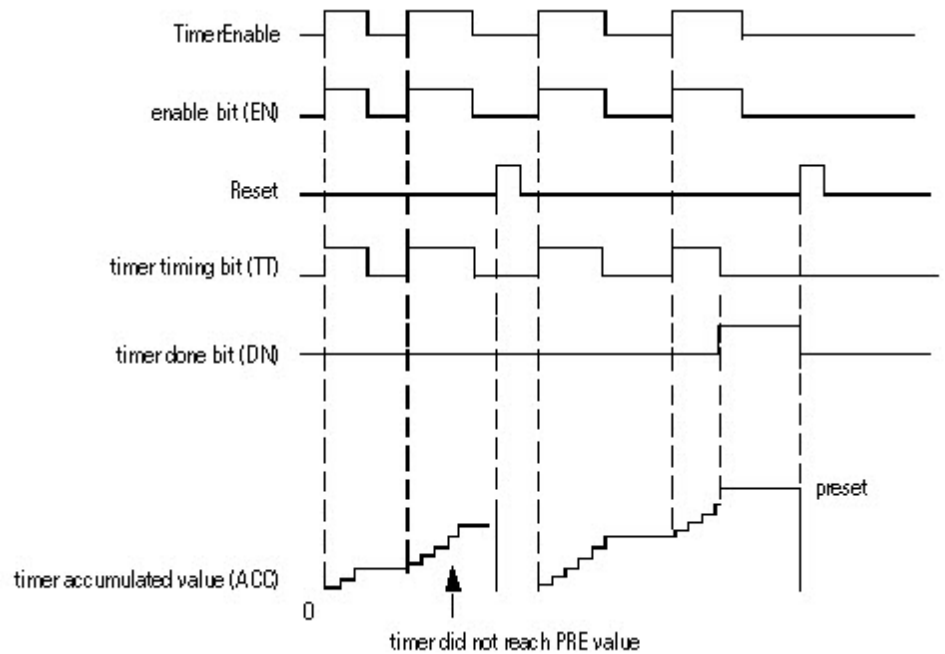 TimerEnable
enable bit (EN)
Reset
timer timing bit (TT)
timer done bit (DN)
preset
timer accumulated value (ACC)
0
timer did not reach PRE value